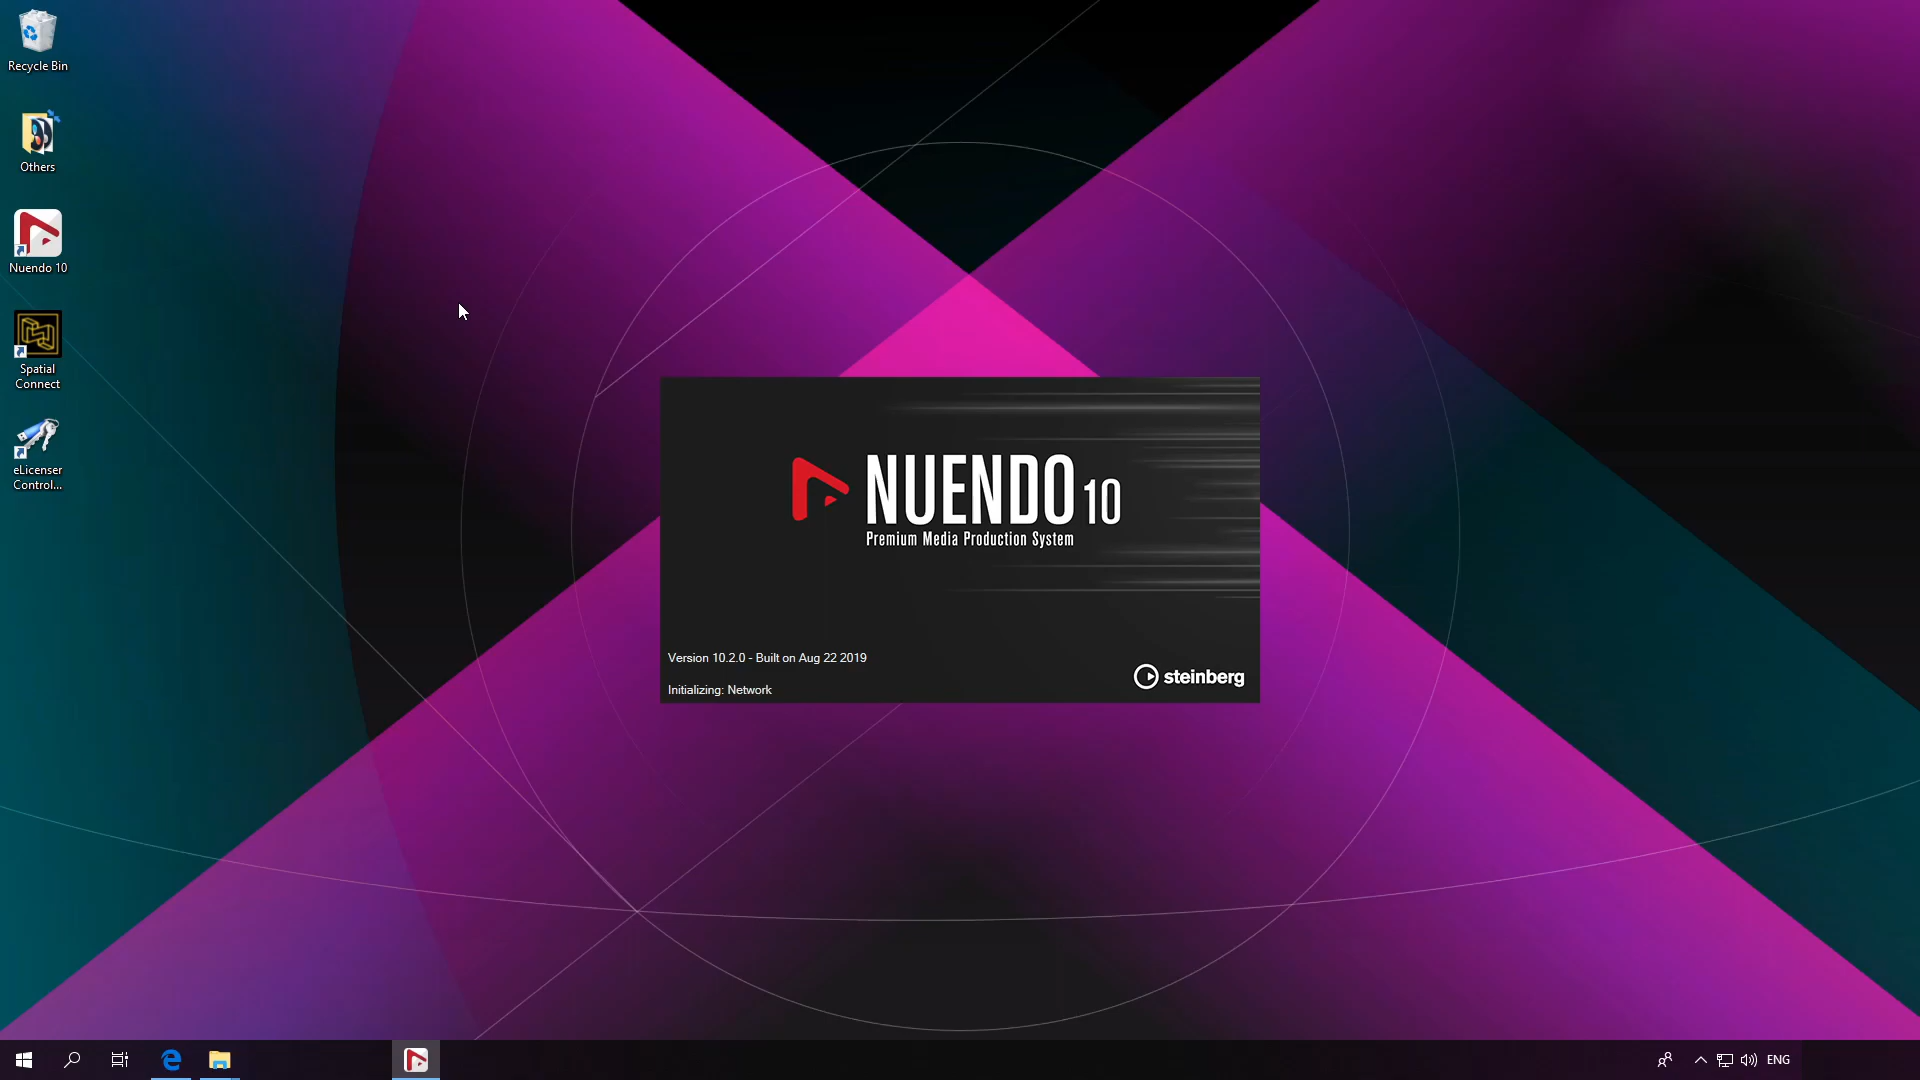 Recycle Bin
Others
Nuendo 10
Spatial
Connect
eLicenser
Control...
NUENDO 10
Premium Media Production System
Version 10.2.0 - Built on Aug 22 2019
Initializing: Network
steinberg
ENG